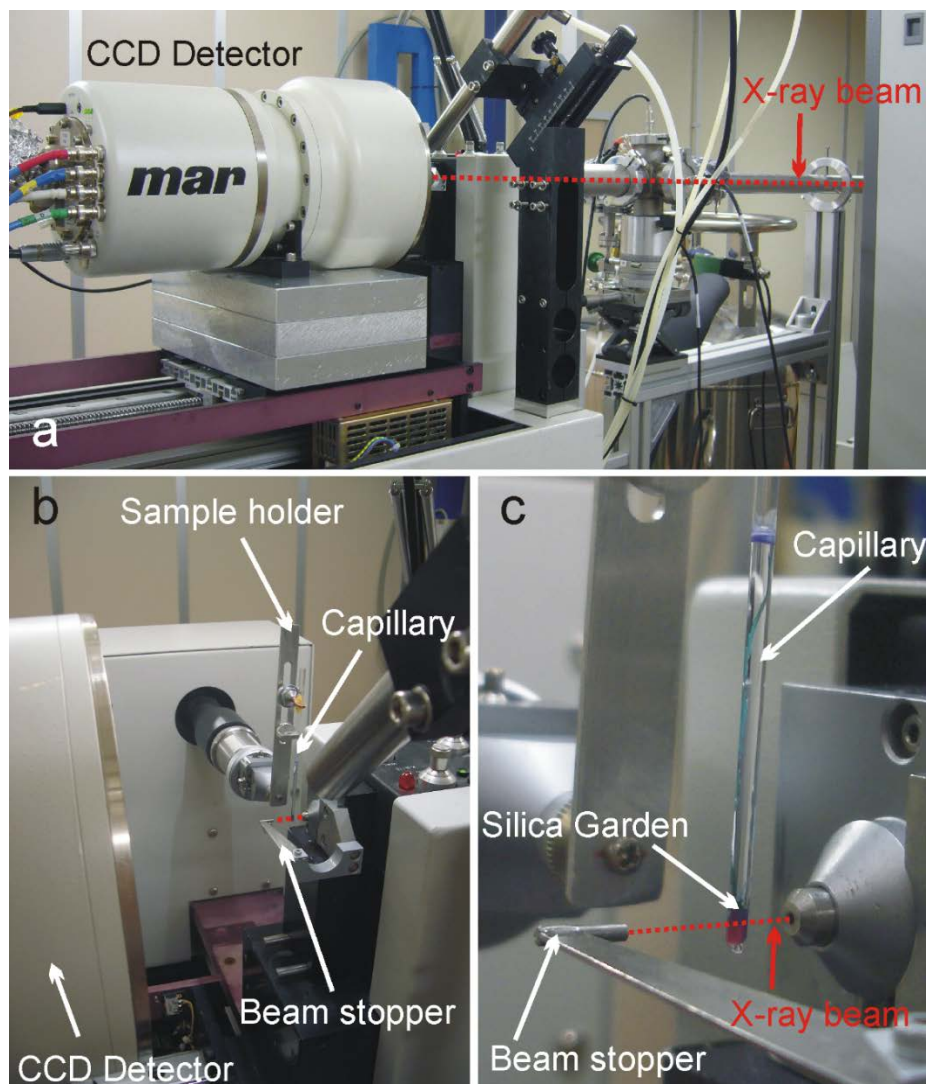 CCD Detector
X-ray beam
mar
a
b
Sample holder
Capillary
Beam stopper
CCD Detector
c
Capillary
Silica Garden
X-ray beam
Beam stopper